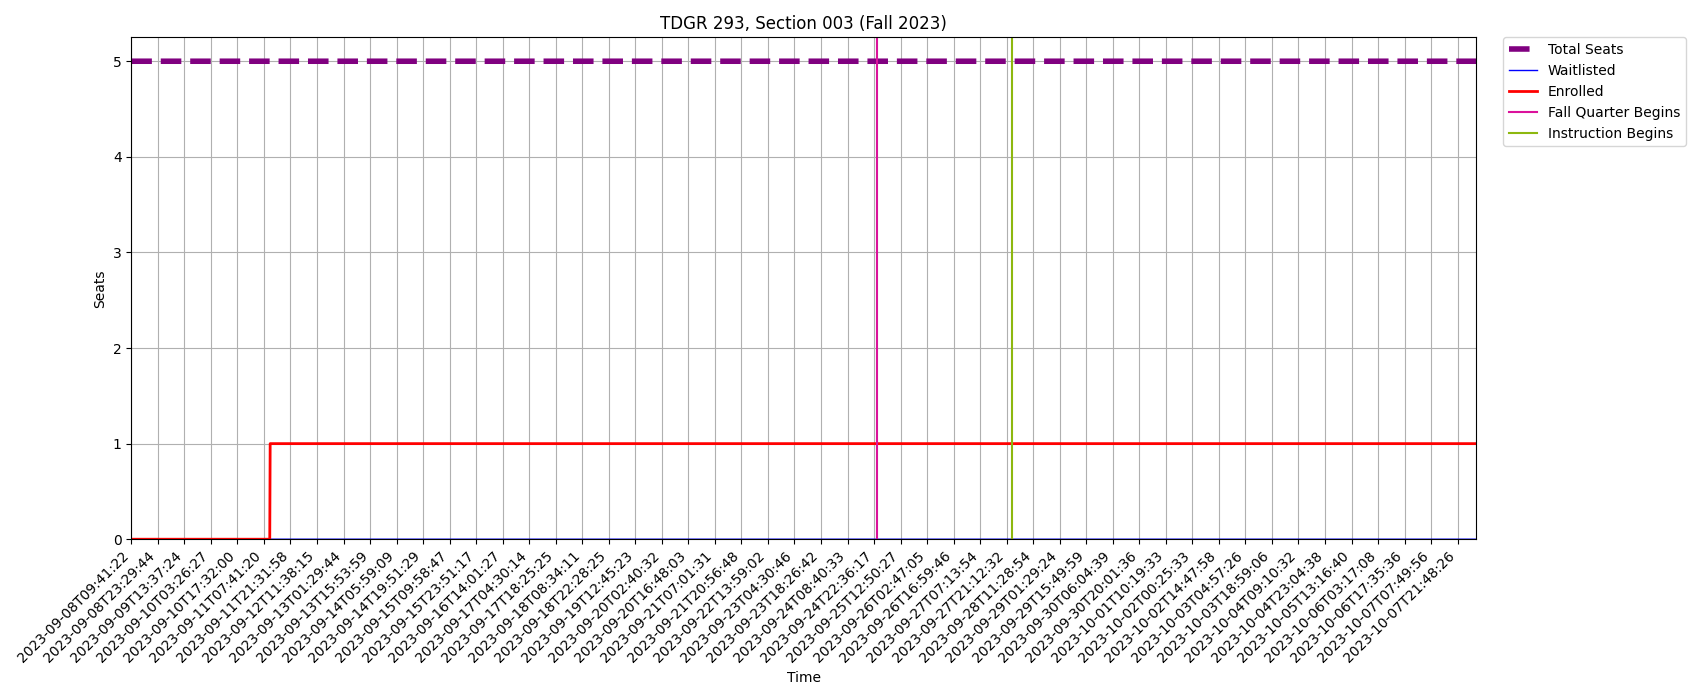 TDGR 293, Section 003 (Fall 2023)
Total Seats
Waitlisted
Enrolled
Fall Quarter Begins
Instruction Begins
5
4
3
2
1
0
Seats
2023-09-08T09:41:22
2023-09-08T23:29:44
2023-09-09T13:37:24
2023-09-10T03:26:27
2023-09-10T17:32:00
2023-09-11T07:41:20
2023-09-11T21:31:58
2023-09-12T11:38:15
2023-09-13T01:29:44
2023-09-13T15:53:59
2023-09-14T05:59:09
2023-09-14T19:51:29
2023-09-15T09:58:47
2023-09-15T23:51:17
2023-09-16T14:01:27
2023-09-17T04:30:14
2023-09-17T18:25:25
2023-09-18T08:34:11
2023-09-18T22:28:25
2023-09-19T12:45:23
2023-09-20T02:40:32
2023-09-20T16:48:03
2023-09-21T07:01:31
2023-09-21T20:56:48
2023-09-22T13:59:02
2023-09-23T04:30:46
2023-09-23T18:26:42
2023-09-24T08:40:33
2023-09-24T22:36:17
2023-09-25T12:50:27
2023-09-26T02:47:05
2023-09-26T16:59:46
2023-09-27T07:13:54
2023-09-27T21:12:32
2023-09-28T11:28:54
2023-09-29T01:29:24
2023-09-29T15:49:59
2023-09-30T06:04:39
2023-09-30T20:01:36
2023-10-01T10:19:33
2023-10-02T00:25:33
2023-10-02T14:47:58
2023-10-03T04:57:26
2023-10-03T18:59:06
2023-10-04T09:10:32
2023-10-04T23:04:38
2023-10-05T13:16:40
2023-10-06T03:17:08
2023-10-06T17:35:36
2023-10-07T07:49:56
2023-10-07T21:48:26
Time